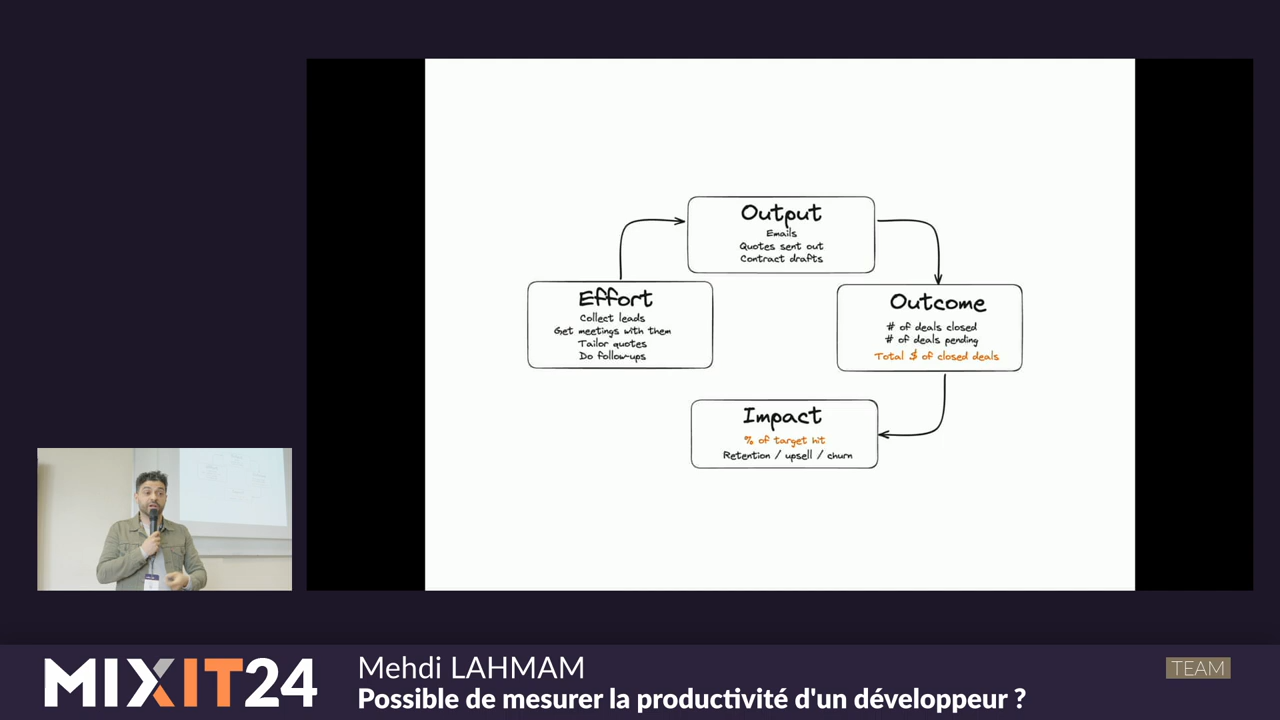 Output
Emails
Quotes sent out
Contract drafts
Effort
Collect leads
Get meetings with them
Tailor quotes
Do follow-ups
Outcome
# of deals closed
# of deals pending
Total $ of closed deals
Impact
% of target hit
Retention / upsell / churn
MIXIT24
Mehdi LAHMAM
Possible de mesurer la productivité d'un développeur ?
TEAM